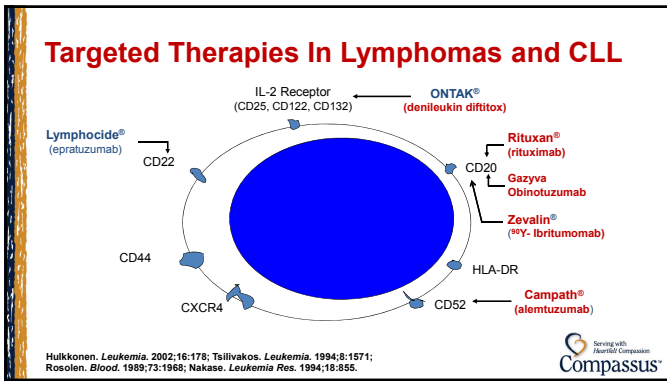 Targeted Therapies In Lymphomas and CLL
IL-2 Receptor
(CD25, CD122, CD132)
ONTAK®
(denileukin diftitox)
Lymphocide®
(epratuzumab)
CD22
Rituxan®
(rituximab)
CD20
Gazyva
Obinotuzumab
Zevalin®
(⁹⁰Y- Ibritumomab)
CD44
HLA-DR
CXCR4
CD52
Campath®
(alemtuzumab)
Hulkkonen. Leukemia. 2002;16:178; Tsilivakos. Leukemia. 1994;8:1571;
Rosolen. Blood. 1989;73:1968; Nakase. Leukemia Res. 1994;18:855.
Serving with
Heartfelt Compassion
Compassus™